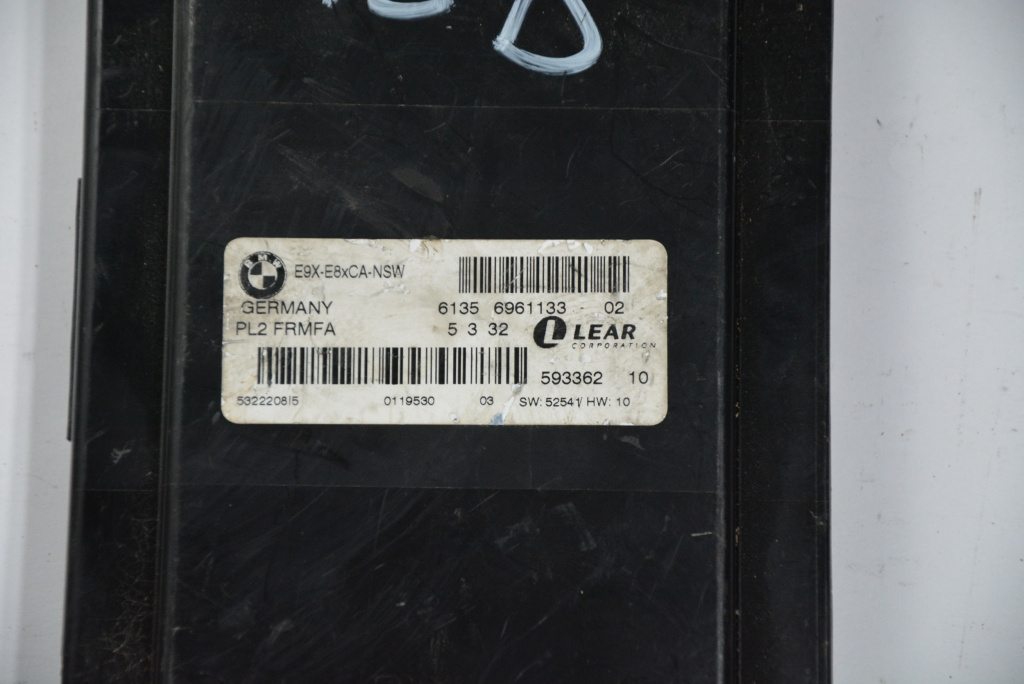 BMW
E9X-E8xCA-NSW
GERMANY 6135 6961133 - 02
PL2 FRMFA 5 3 32 LEAR
CORPORATION
593362 10
532220815 0119530 03 SW: 52541/ HW: 10